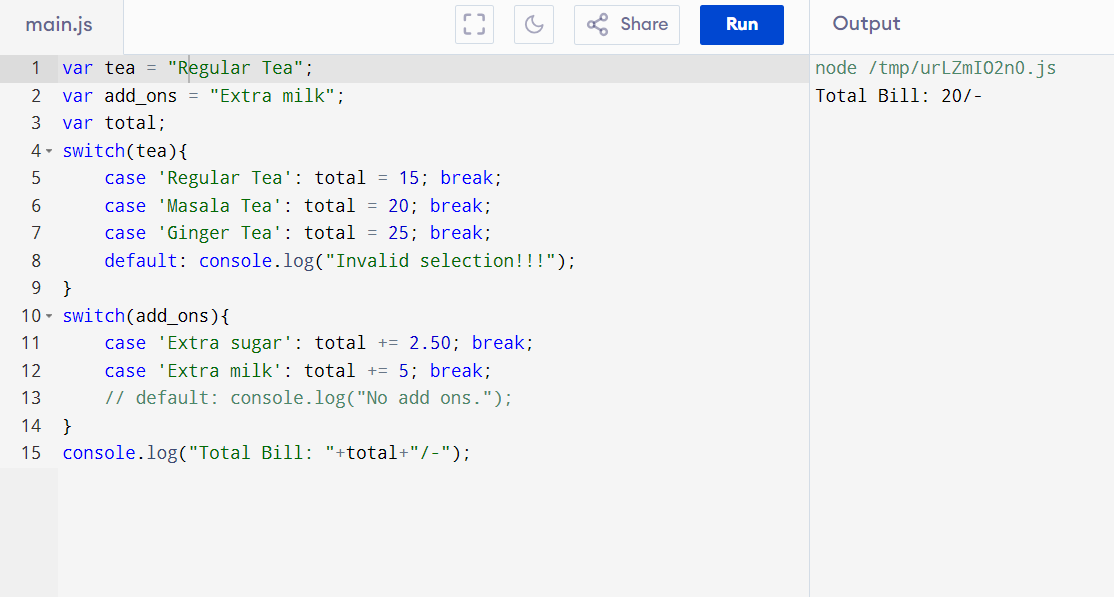 main.js
Share
Run
Output
1 var tea = "Regular Tea";
2 var add_ons = "Extra milk";
3 var total;
4 switch(tea){
5     case 'Regular Tea': total = 15; break;
6     case 'Masala Tea': total = 20; break;
7     case 'Ginger Tea': total = 25; break;
8     default: console.log("Invalid selection!!!");
9 }
10 switch(add_ons){
11     case 'Extra sugar': total += 2.50; break;
12     case 'Extra milk': total += 5; break;
13     // default: console.log("No add ons.");
14 }
15 console.log("Total Bill: "+total+"/-");
node /tmp/urLZmIO2n0.js
Total Bill: 20/-